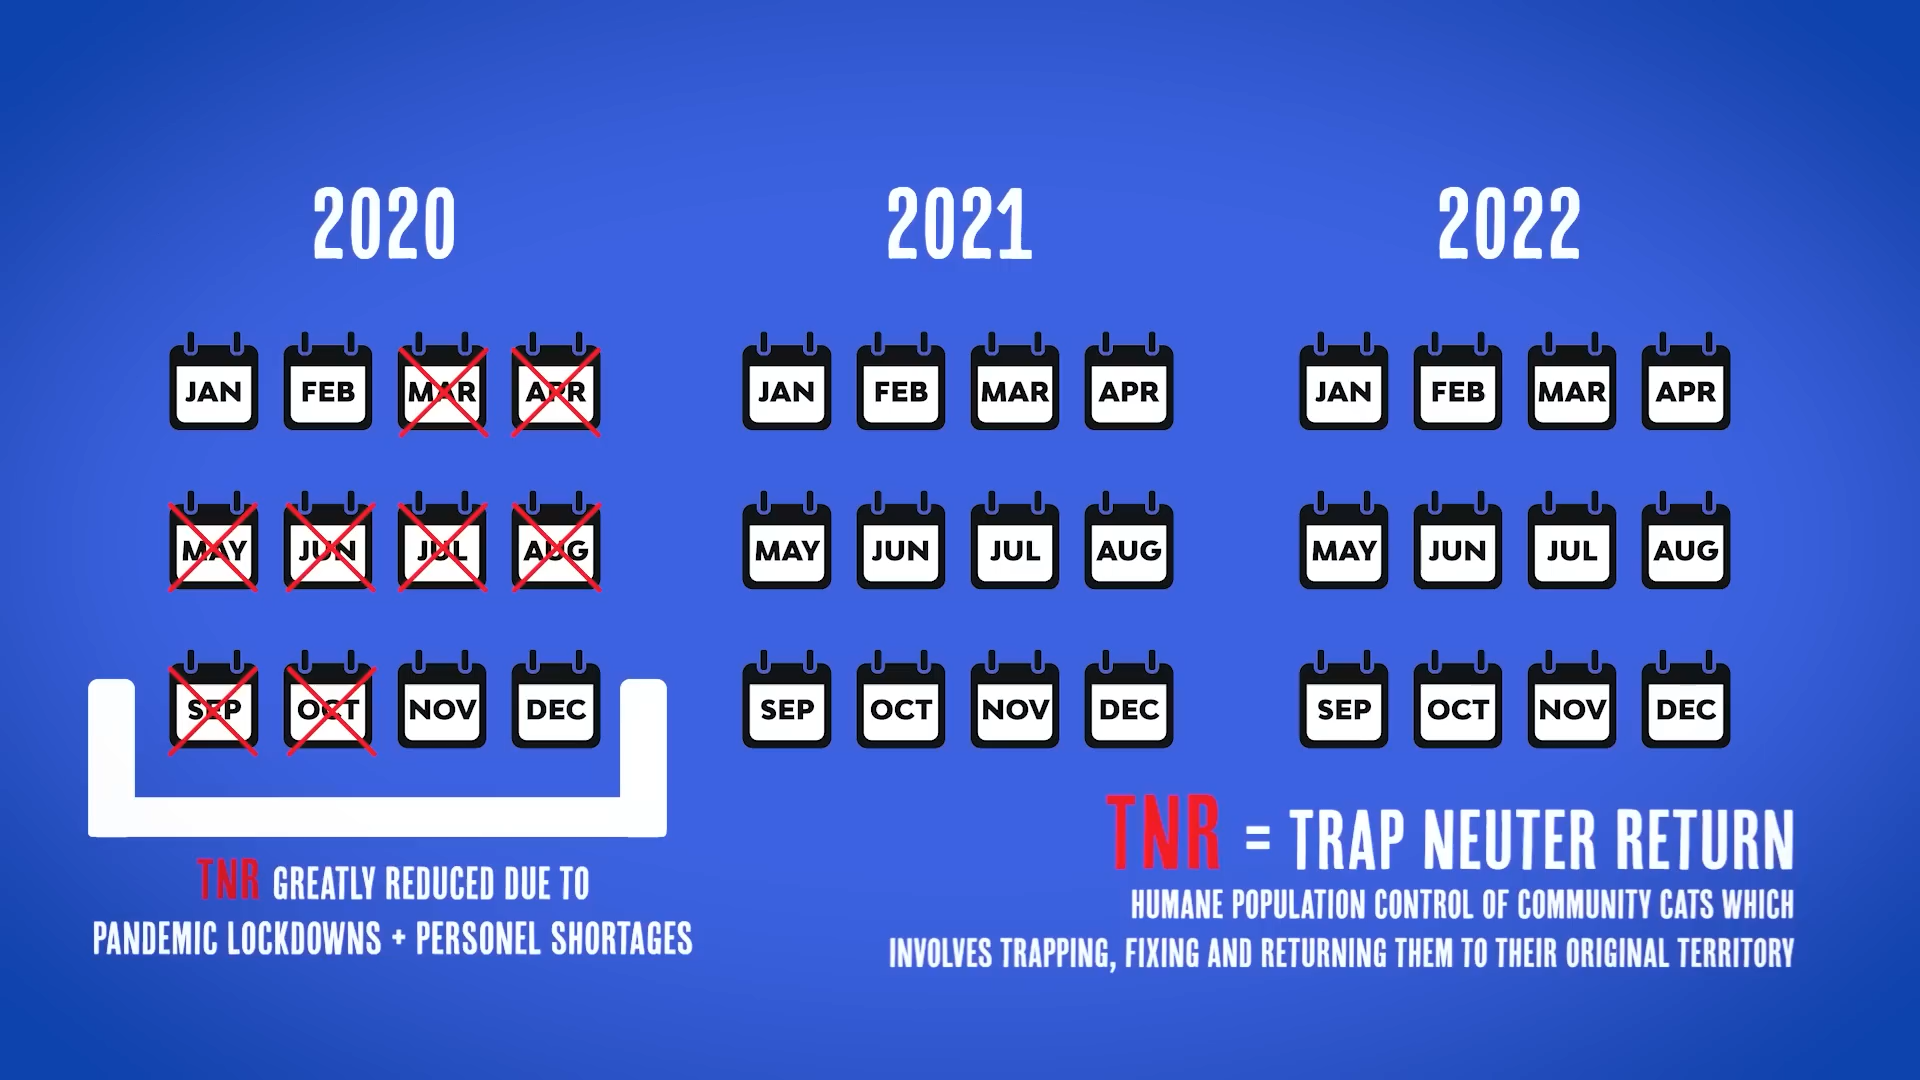 2020
2021
2022
JAN FEB MAR APR
JAN FEB MAR APR
JAN FEB MAR APR
MAY JUN JUL AUG
MAY JUN JUL AUG
MAY JUN JUL AUG
SEP OCT NOV DEC
SEP OCT NOV DEC
SEP OCT NOV DEC
TNR GREATLY REDUCED DUE TO
PANDEMIC LOCKDOWNS + PERSONEL SHORTAGES
TNR = TRAP NEUTER RETURN
HUMANE POPULATION CONTROL OF COMMUNITY CATS WHICH
INVOLVES TRAPPING, FIXING AND RETURNING THEM TO THEIR ORIGINAL TERRITORY